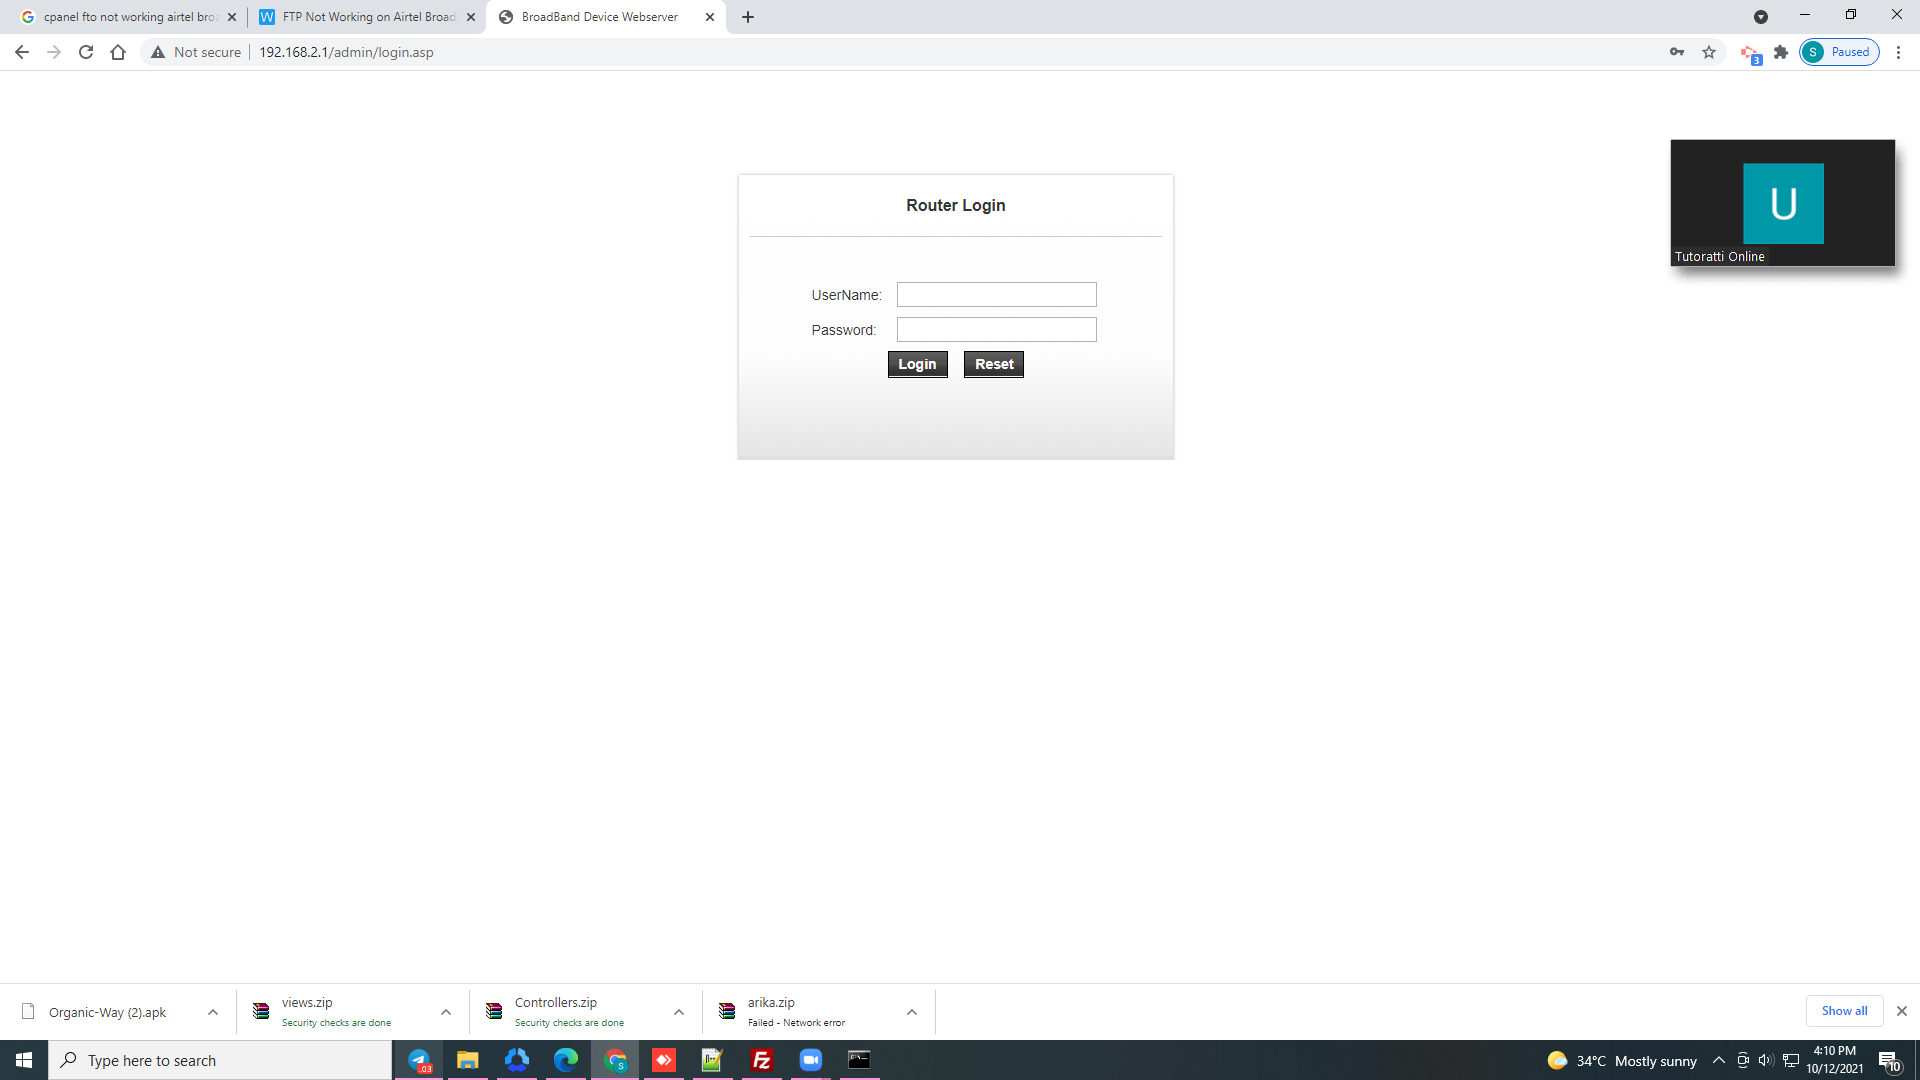 cpanel fto not working airtel broa
FTP Not Working on Airtel Broad
BroadBand Device Webserver
Not secure
192.168.2.1/admin/login.asp
3
S
Paused
U
Tutoratti Online
Router Login
UserName:
Password:
Login
Reset
Organic-Way (2).apk
views.zip
Security checks are done
Controllers.zip
Security checks are done
arika.zip
Failed - Network error
Show all
Type here to search
.03
34°C Mostly sunny
4:10 PM
10/12/2021
10